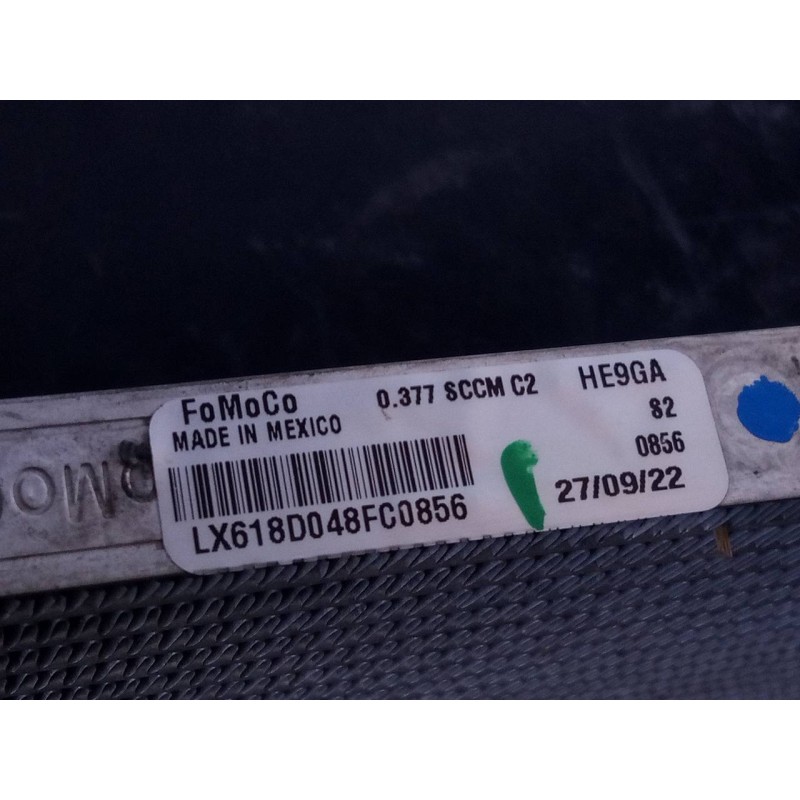 FoMoCo 0.377 SCCM C2 HE9GA
MADE IN MEXICO 82
0856
LX618D048FC0856 27/09/22